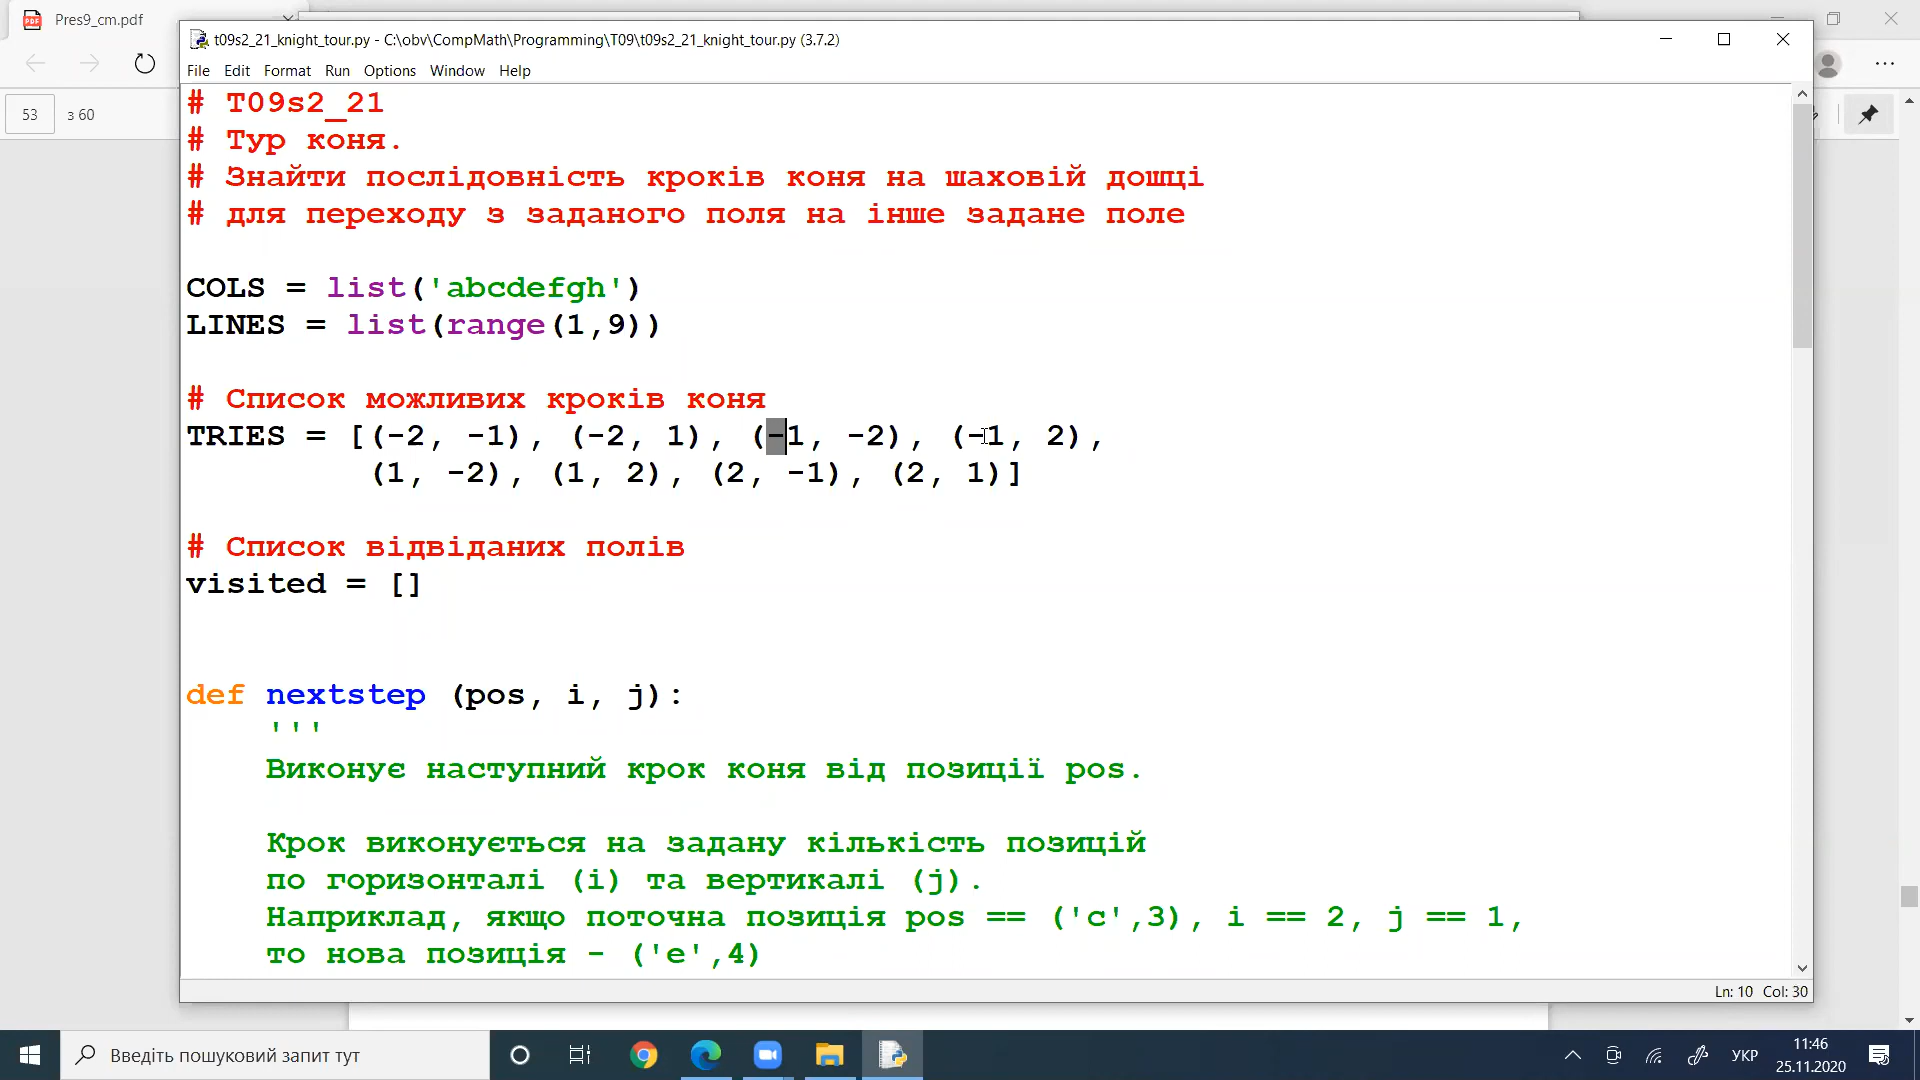 Pres9_cm.pdf
t09s2_21_knight_tour.py - C:\obv\CompMath\Programming\T09\t09s2_21_knight_tour.py (3.7.2)
File Edit Format Run Options Window Help
53 з 60
# T09s2_21
# Тур коня.
# Знайти послідовність кроків коня на шаховій дошці
# для переходу з заданого поля на інше задане поле
COLS = list('abcdefgh')
LINES = list(range(1,9))
# Список можливих кроків коня
TRIES = [(-2, -1), (-2, 1), (-1, -2), (-1, 2),
(1, -2), (1, 2), (2, -1), (2, 1)]
# Список відвіданих полів
visited = []
def nextstep (pos, i, j):
'''
Виконує наступний крок коня від позиції pos.
Крок виконується на задану кількість позицій
по горизонталі (i) та вертикалі (j).
Наприклад, якщо поточна позиція pos == ('c',3), i == 2, j == 1,
то нова позиція - ('e',4)
Ln: 10 Col: 30
Введіть пошуковий запит тут
УКР
11:46
25.11.2020